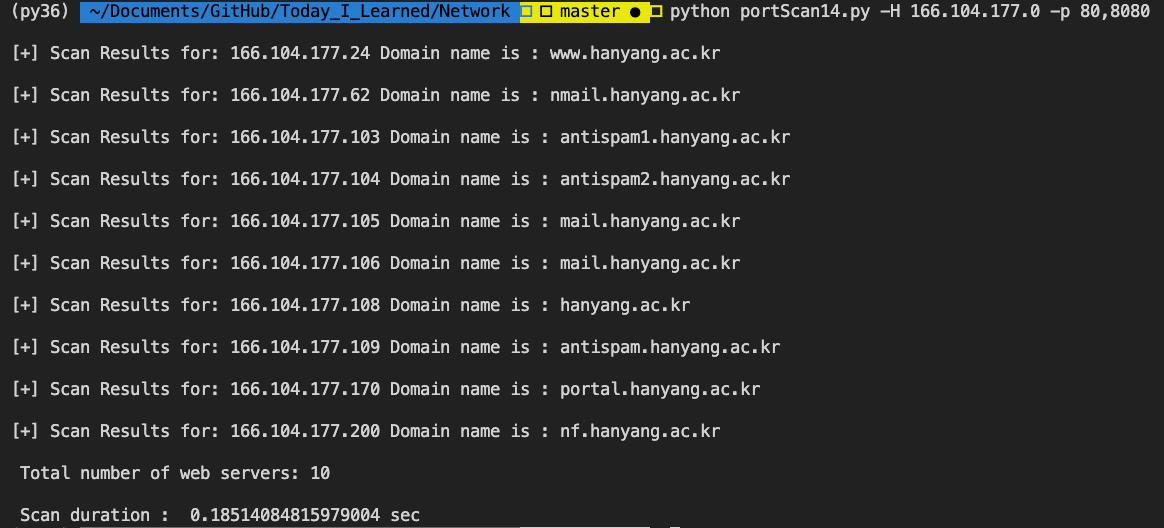 (py36) ~/Documents/GitHub/Today_I_Learned/Network master ● python portScan14.py -H 166.104.177.0 -p 80,8080
[+] Scan Results for: 166.104.177.24 Domain name is : www.hanyang.ac.kr
[+] Scan Results for: 166.104.177.62 Domain name is : nmail.hanyang.ac.kr
[+] Scan Results for: 166.104.177.103 Domain name is : antispam1.hanyang.ac.kr
[+] Scan Results for: 166.104.177.104 Domain name is : antispam2.hanyang.ac.kr
[+] Scan Results for: 166.104.177.105 Domain name is : mail.hanyang.ac.kr
[+] Scan Results for: 166.104.177.106 Domain name is : mail.hanyang.ac.kr
[+] Scan Results for: 166.104.177.108 Domain name is : hanyang.ac.kr
[+] Scan Results for: 166.104.177.109 Domain name is : antispam.hanyang.ac.kr
[+] Scan Results for: 166.104.177.170 Domain name is : portal.hanyang.ac.kr
[+] Scan Results for: 166.104.177.200 Domain name is : nf.hanyang.ac.kr
Total number of web servers: 10
Scan duration :  0.18514084815979004 sec